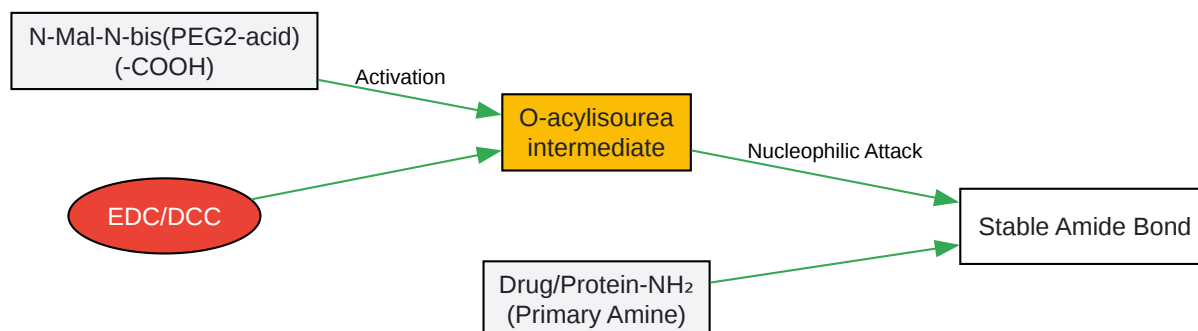 N-Mal-N-bis(PEG2-acid)
(-COOH)
Activation
O-acylisourea
intermediate
Nucleophilic Attack
EDC/DCC
Stable Amide Bond
Drug/Protein-NH₂
(Primary Amine)